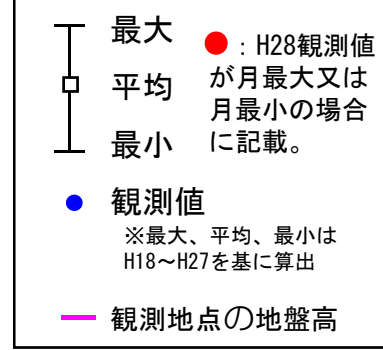 最大
平均
最小
●：H28観測値
が月最大又は
月最小の場合
に記載。
観測値
※最大、平均、最小は
H18～H27を基に算出
観測地点の地盤高